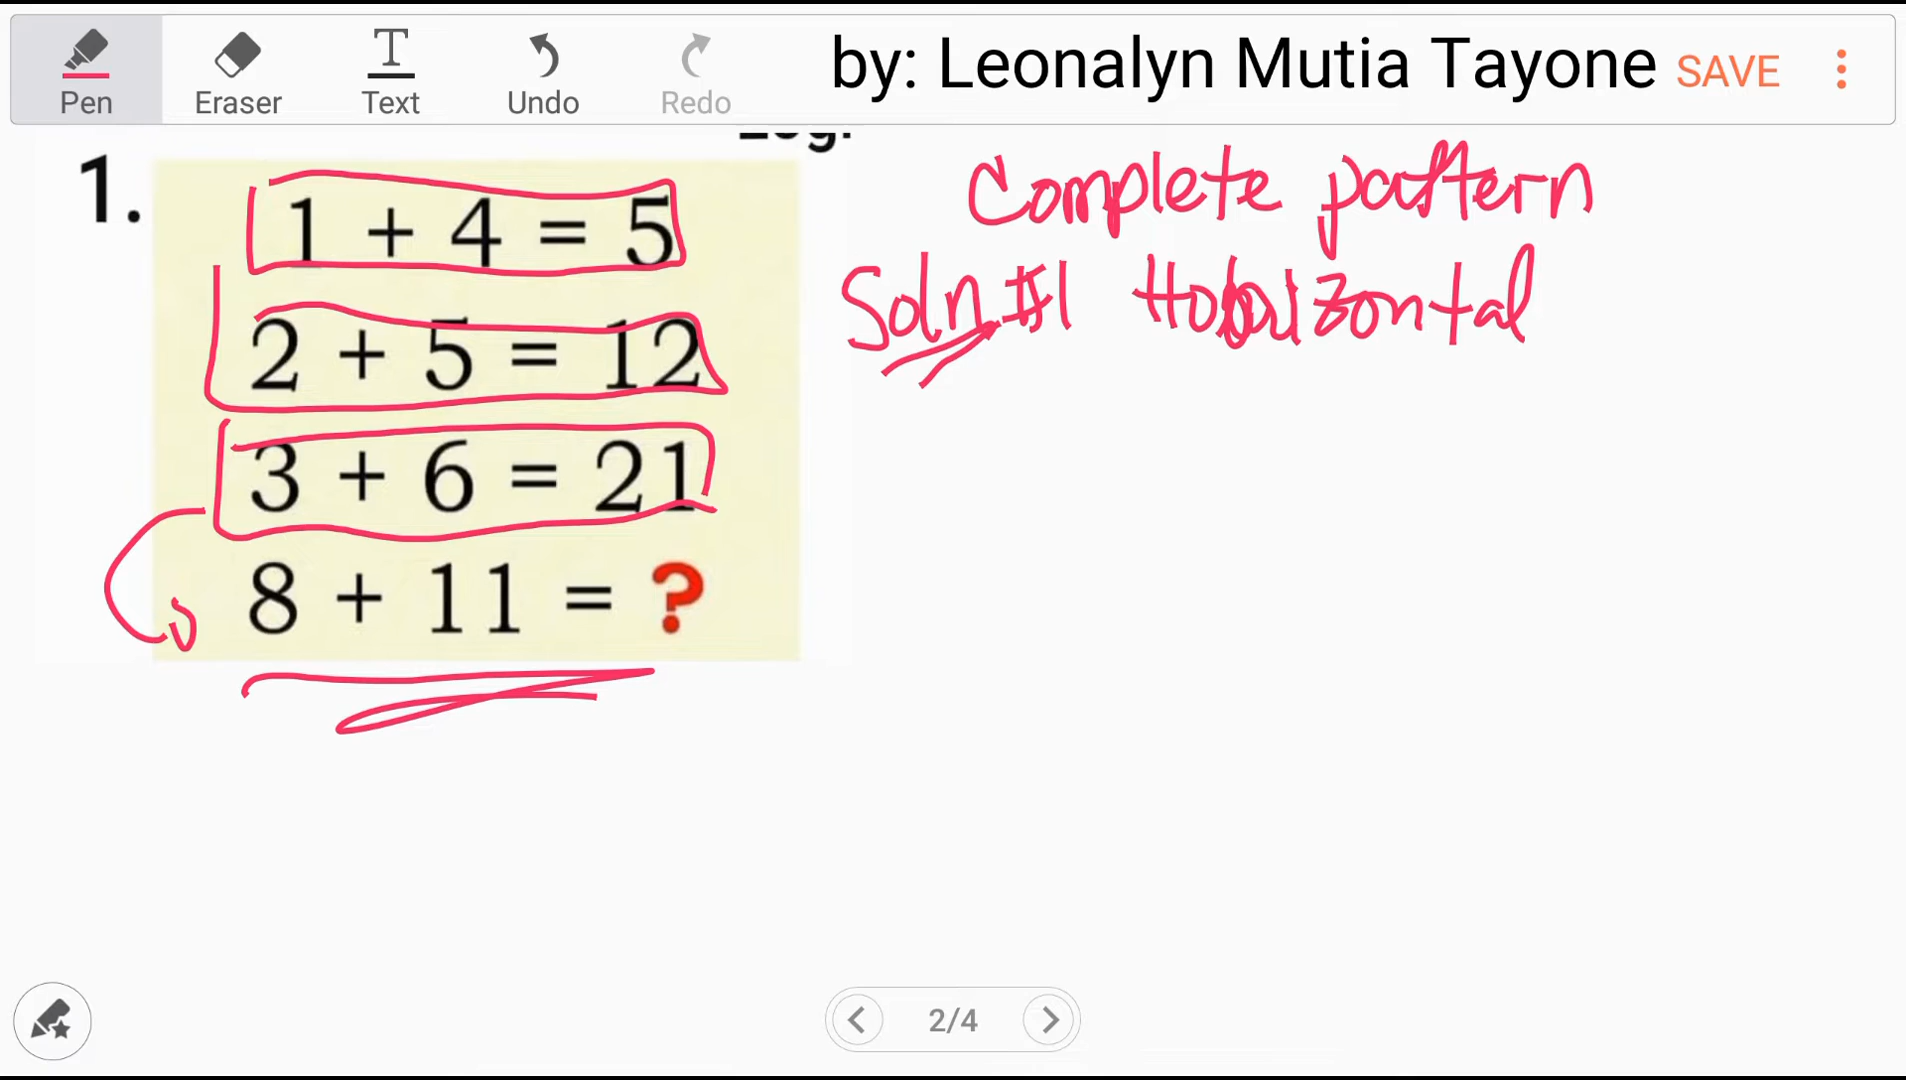 Pen Eraser Text Undo Redo by: Leonalyn Mutia Tayone SAVE
1.
1 + 4 = 5
2 + 5 = 12
3 + 6 = 21
8 + 11 = ?
Complete pattern
Soln #1 Horizontal
2/4